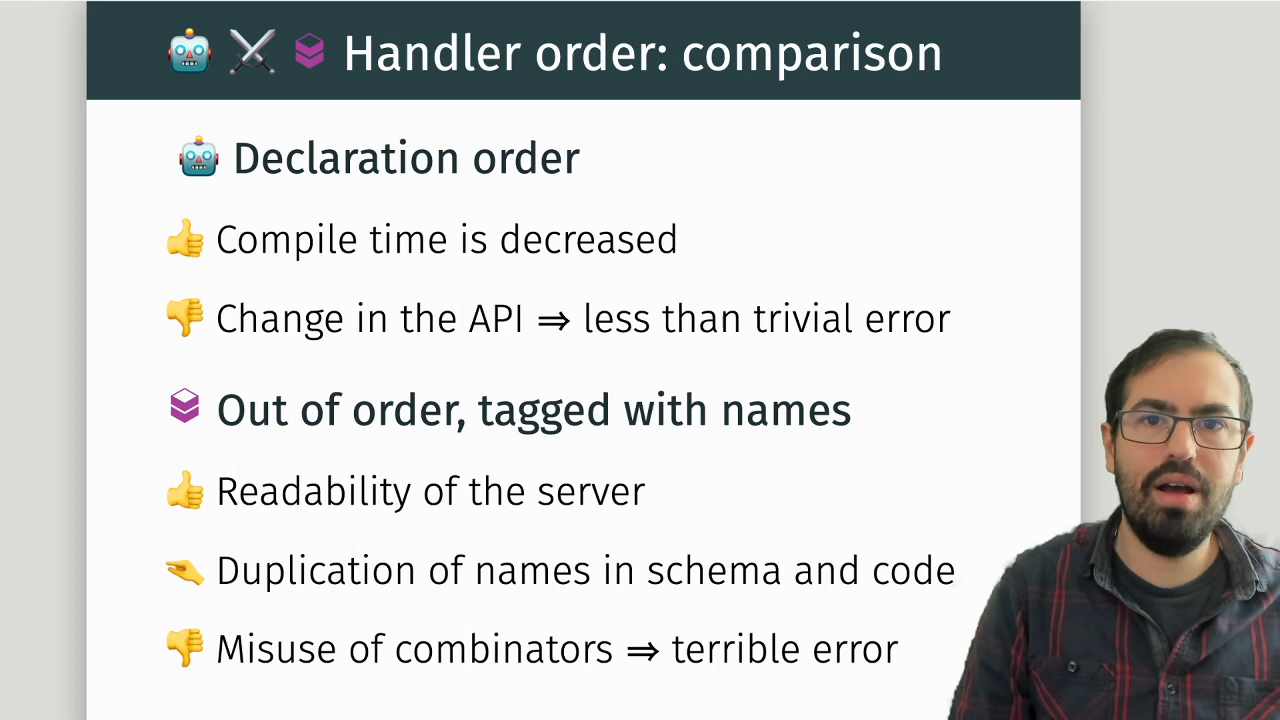 Handler order: comparison
Declaration order
Compile time is decreased
Change in the API ⇒ less than trivial error
Out of order, tagged with names
Readability of the server
Duplication of names in schema and code
Misuse of combinators ⇒ terrible error